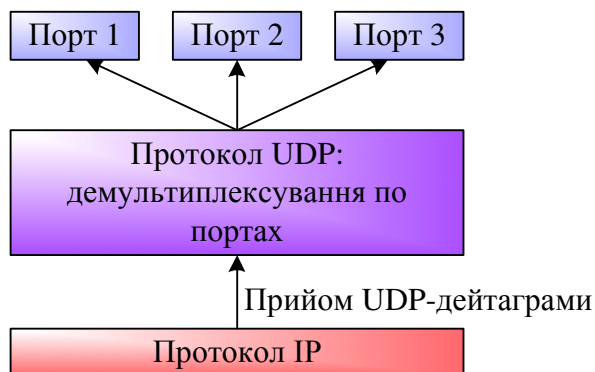 Порт 1 Порт 2 Порт 3
Протокол UDP:
демультиплексування по
портах
Прийом UDP-дейтаграми
Протокол IP